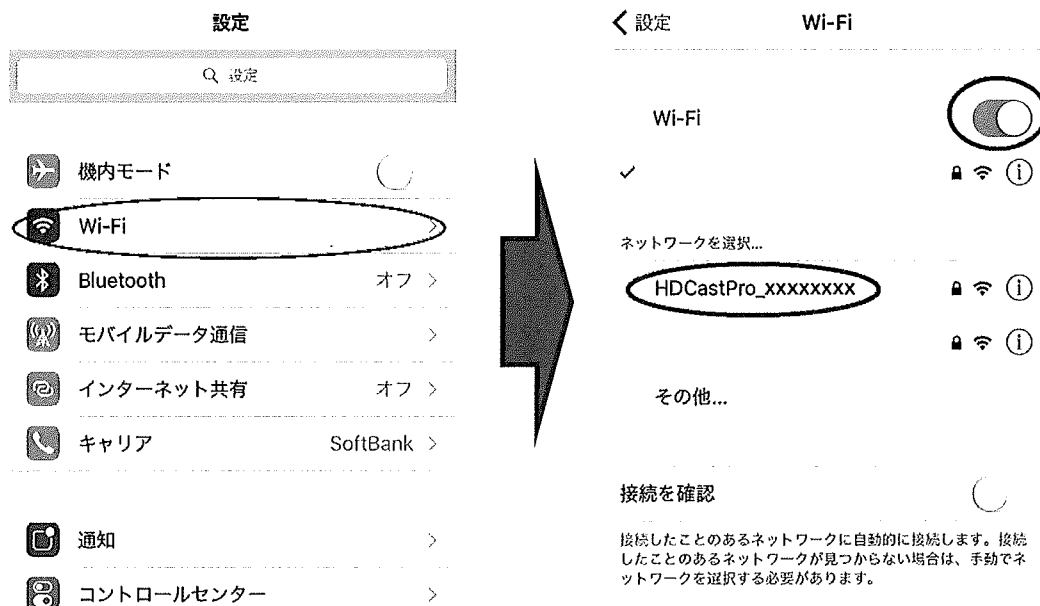 設定
設定
機内モード
Wi-Fi
Bluetooth オフ
モバイルデータ通信
インターネット共有 オフ
キャリア SoftBank
通知
コントロールセンター
設定 Wi-Fi
Wi-Fi
ネットワークを選択...
HDCastPro_xxxxxxxx
その他...
接続を確認
接続したことのあるネットワークに自動的に接続します。接続
したことのあるネットワークが見つからない場合は、手動でネ
ットワークを選択する必要があります。